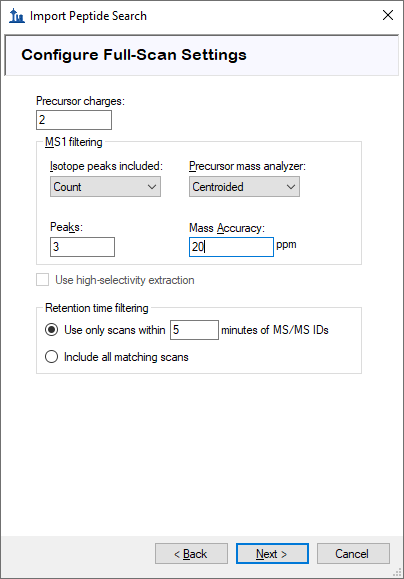 Import Peptide Search
Configure Full-Scan Settings
Precursor charges:
2
MS1 filtering
Isotope peaks included:
Precursor mass analyzer:
Count
Centroided
Peaks:
Mass Accuracy:
3
20
ppm
Use high-selectivity extraction
Retention time filtering
Use only scans within 5 minutes of MS/MS IDs
Include all matching scans
< Back
Next >
Cancel